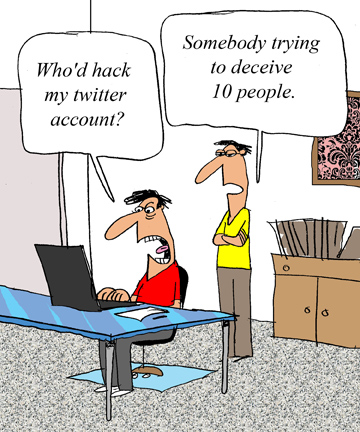 Who'd hack
my twitter
account?
Somebody trying
to deceive
10 people.